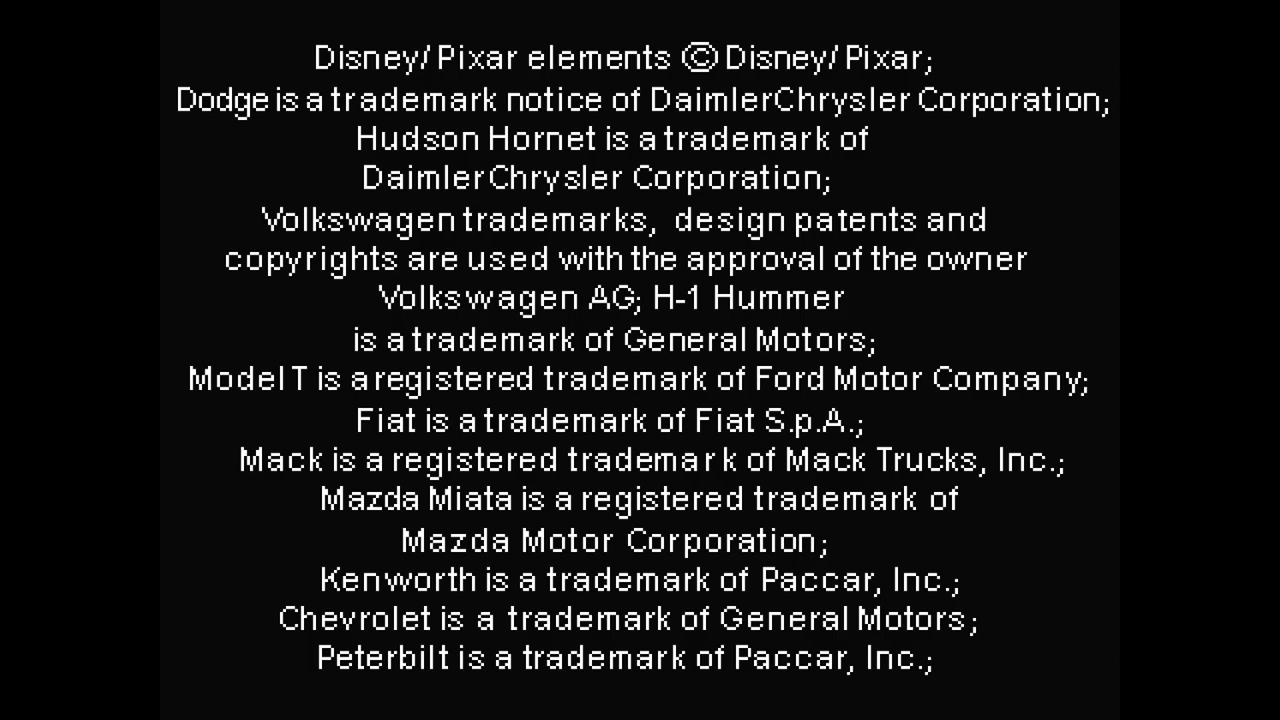 Disney/Pixar elements © Disney/Pixar;
Dodge is a trademark notice of DaimlerChrysler Corporation;
Hudson Hornet is a trademark of
DaimlerChrysler Corporation;
Volkswagen trademarks, design patents and
copyrights are used with the approval of the owner
Volkswagen AG; H-1 Hummer
is a trademark of General Motors;
Model T is a registered trademark of Ford Motor Company;
Fiat is a trademark of Fiat S.p.A.;
Mack is a registered trademark of Mack Trucks, Inc.;
Mazda Miata is a registered trademark of
Mazda Motor Corporation;
Kenworth is a trademark of Paccar, Inc.;
Chevrolet is a trademark of General Motors;
Peterbilt is a trademark of Paccar, Inc.;